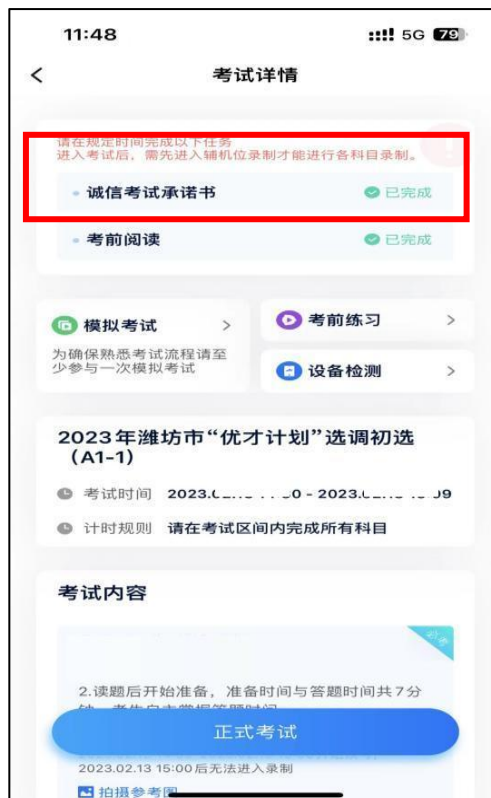 11:48
5G 79
考试详情
请在规定时间完成以下任务
进入考试后，需先进入辅机位录制才能进行各科目录制。
诚信考试承诺书 已完成
考前阅读 已完成
模拟考试 考前练习
为确保熟悉考试流程请至
少参与一次模拟考试
设备检测
2023年潍坊市“优才计划”选调初选
（A1-1）
考试时间 2023. - 2023.
计时规则 请在考试区间内完成所有科目
考试内容
必考
2.读题后开始准备，准备时间与答题时间共7分
正式考试
2023.02.13 15:00后无法进入录制
拍摄参考图